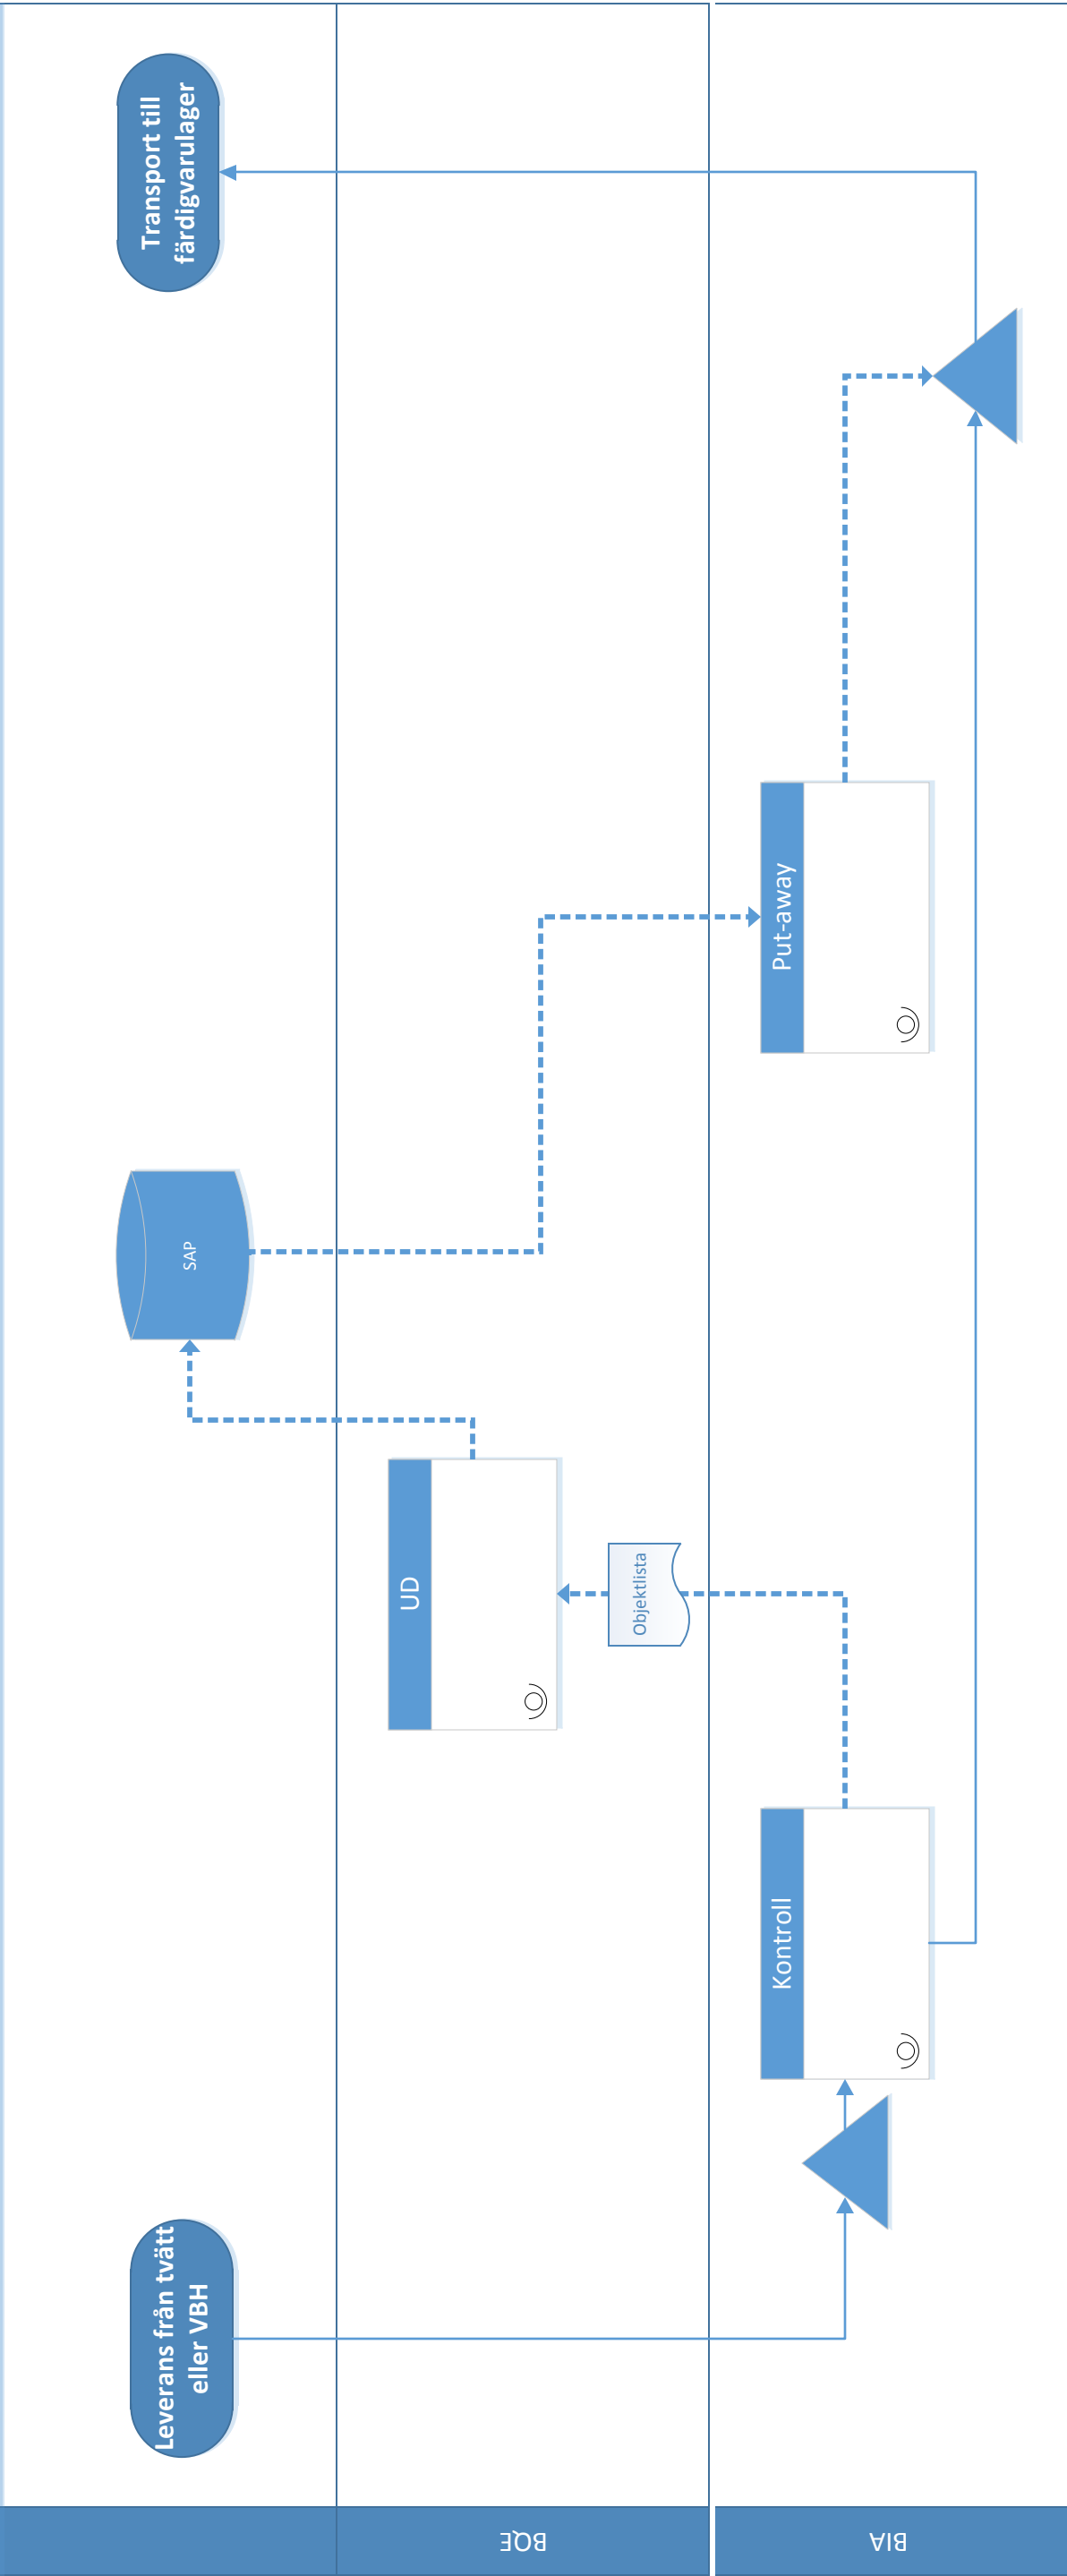 Leverans från tvätt
eller VBH
SAP
Transport till
färdigvarulager
BQE
UD
Objektlista
BIA
Kontroll
Put-away